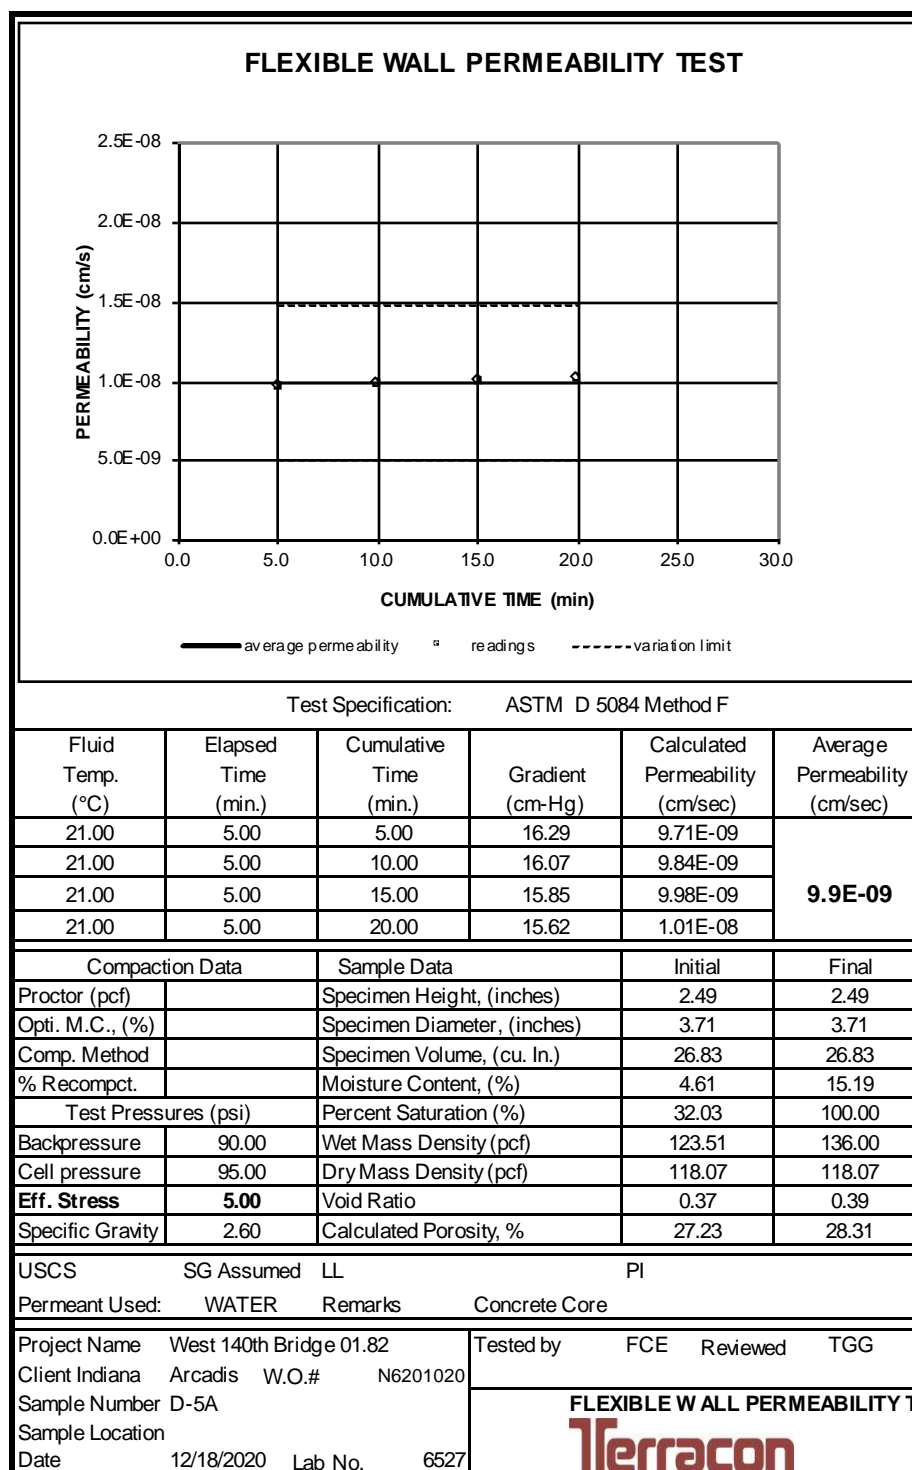 FLEXIBLE WALL PERMEABILITY TEST
2.5E-08
2.0E-08
1.5E-08
1.0E-08
5.0E-09
0.0E+00
PERMEABILITY (cm/s)
0.0 5.0 10.0 15.0 20.0 25.0 30.0
CUMULATIVE TIME (min)
average permeability readings variation limit
Test Specification: ASTM D 5084 Method F
Fluid Elapsed Cumulative Calculated Average
Temp. Time Time Gradient Permeability Permeability
(°C) (min.) (min.) (cm-Hg) (cm/sec) (cm/sec)
21.00 5.00 5.00 16.29 9.71E-09
21.00 5.00 10.00 16.07 9.84E-09
21.00 5.00 15.00 15.85 9.98E-09 9.9E-09
21.00 5.00 20.00 15.62 1.01E-08
Compaction Data Sample Data Initial Final
Proctor (pcf) Specimen Height, (inches) 2.49 2.49
Opti. M.C., (%) Specimen Diameter, (inches) 3.71 3.71
Comp. Method Specimen Volume, (cu. In.) 26.83 26.83
% Recompct. Moisture Content, (%) 4.61 15.19
Test Pressures (psi) Percent Saturation (%) 32.03 100.00
Backpressure 90.00 Wet Mass Density (pcf) 123.51 136.00
Cell pressure 95.00 Dry Mass Density (pcf) 118.07 118.07
Eff. Stress 5.00 Void Ratio 0.37 0.39
Specific Gravity 2.60 Calculated Porosity, % 27.23 28.31
USCS SG Assumed LL PI
Permeant Used: WATER Remarks Concrete Core
Project Name West 140th Bridge 01.82 Tested by FCE Reviewed TGG
Client Indiana Arcadis W.O.# N6201020
Sample Number D-5A FLEXIBLE WALL PERMEABILITY T
Sample Location
Date 12/18/2020 Lab No. 6527 Terracon